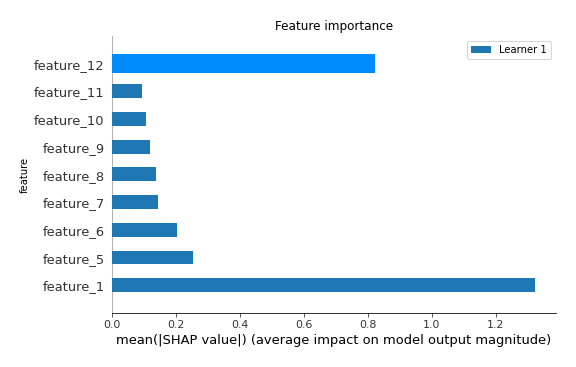 Feature importance
Learner 1
feature_12
feature_11
feature_10
feature_9
feature_8
feature_7
feature_6
feature_5
feature_1
feature
0.0 0.2 0.4 0.6 0.8 1.0 1.2
mean(|SHAP value|) (average impact on model output magnitude)